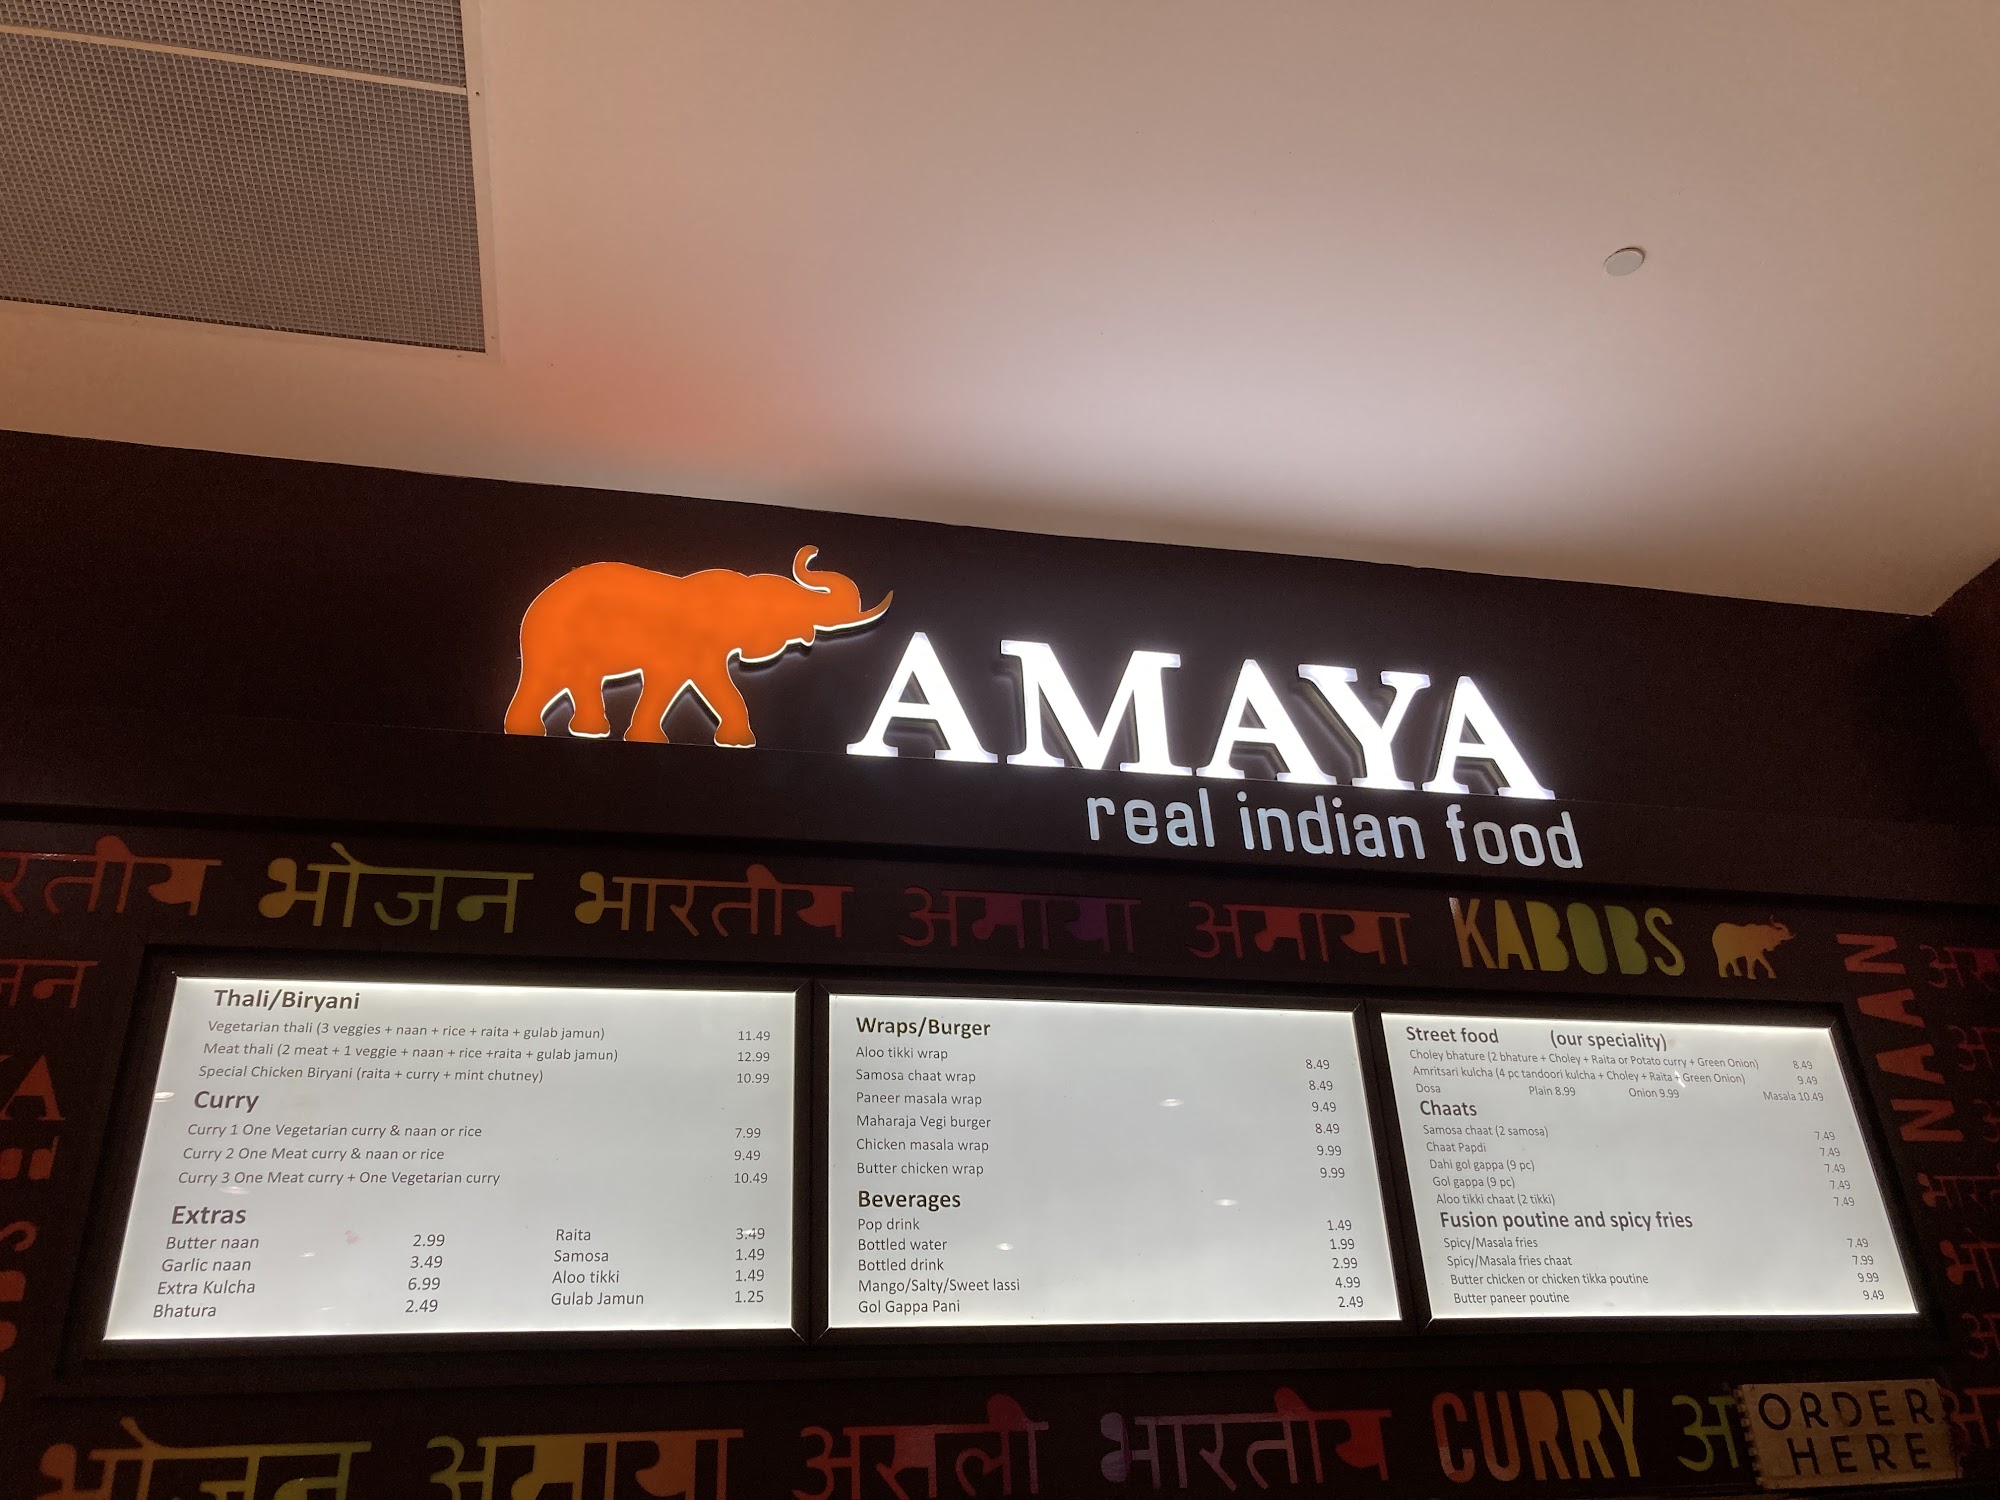 AMAYA
real indian food
भोजन भारतीय अमाया अमाया KABOBS
NAAN
Thali/Biryani
Vegetarian thali (3 veggies + naan + rice + raita + gulab jamun) 11.49
Meat thali (2 meat + 1 veggie + naan + rice +raita + gulab jamun) 12.99
Special Chicken Biryani (raita + curry + mint chutney) 10.99
Curry
Curry 1 One Vegetarian curry & naan or rice 7.99
Curry 2 One Meat curry & naan or rice 9.49
Curry 3 One Meat curry + One Vegetarian curry 10.49
Extras
Butter naan 2.99 Raita 3.49
Garlic naan 3.49 Samosa 1.49
Extra Kulcha 6.99 Aloo tikki 1.49
Bhatura 2.49 Gulab Jamun 1.25
Wraps/Burger
Aloo tikki wrap 8.49
Samosa chaat wrap 8.49
Paneer masala wrap 9.49
Maharaja Vegi burger 8.49
Chicken masala wrap 9.99
Butter chicken wrap 9.99
Beverages
Pop drink 1.49
Bottled water 1.99
Bottled drink 2.99
Mango/Salty/Sweet lassi 4.99
Gol Gappa Pani 2.49
Street food (our speciality)
Choley bhature (2 bhature + Choley + Raita or Potato curry + Green Onion) 8.49
Amritsari kulcha (4 pc tandoori kulcha + Choley + Raita + Green Onion) 9.49
Dosa Plain 8.99 Onion 9.99 Masala 10.49
Chaats
Samosa chaat (2 samosa) 7.49
Chaat Papdi 7.49
Dahi gol gappa (9 pc) 7.49
Gol gappa (9 pc) 7.49
Aloo tikki chaat (2 tikki) 7.49
Fusion poutine and spicy fries
Spicy/Masala fries 7.49
Spicy/Masala fries chaat 7.99
Butter chicken or chicken tikka poutine 9.99
Butter paneer poutine 9.49
भोजन अमाया असली भारतीय CURRY
ORDER
HERE